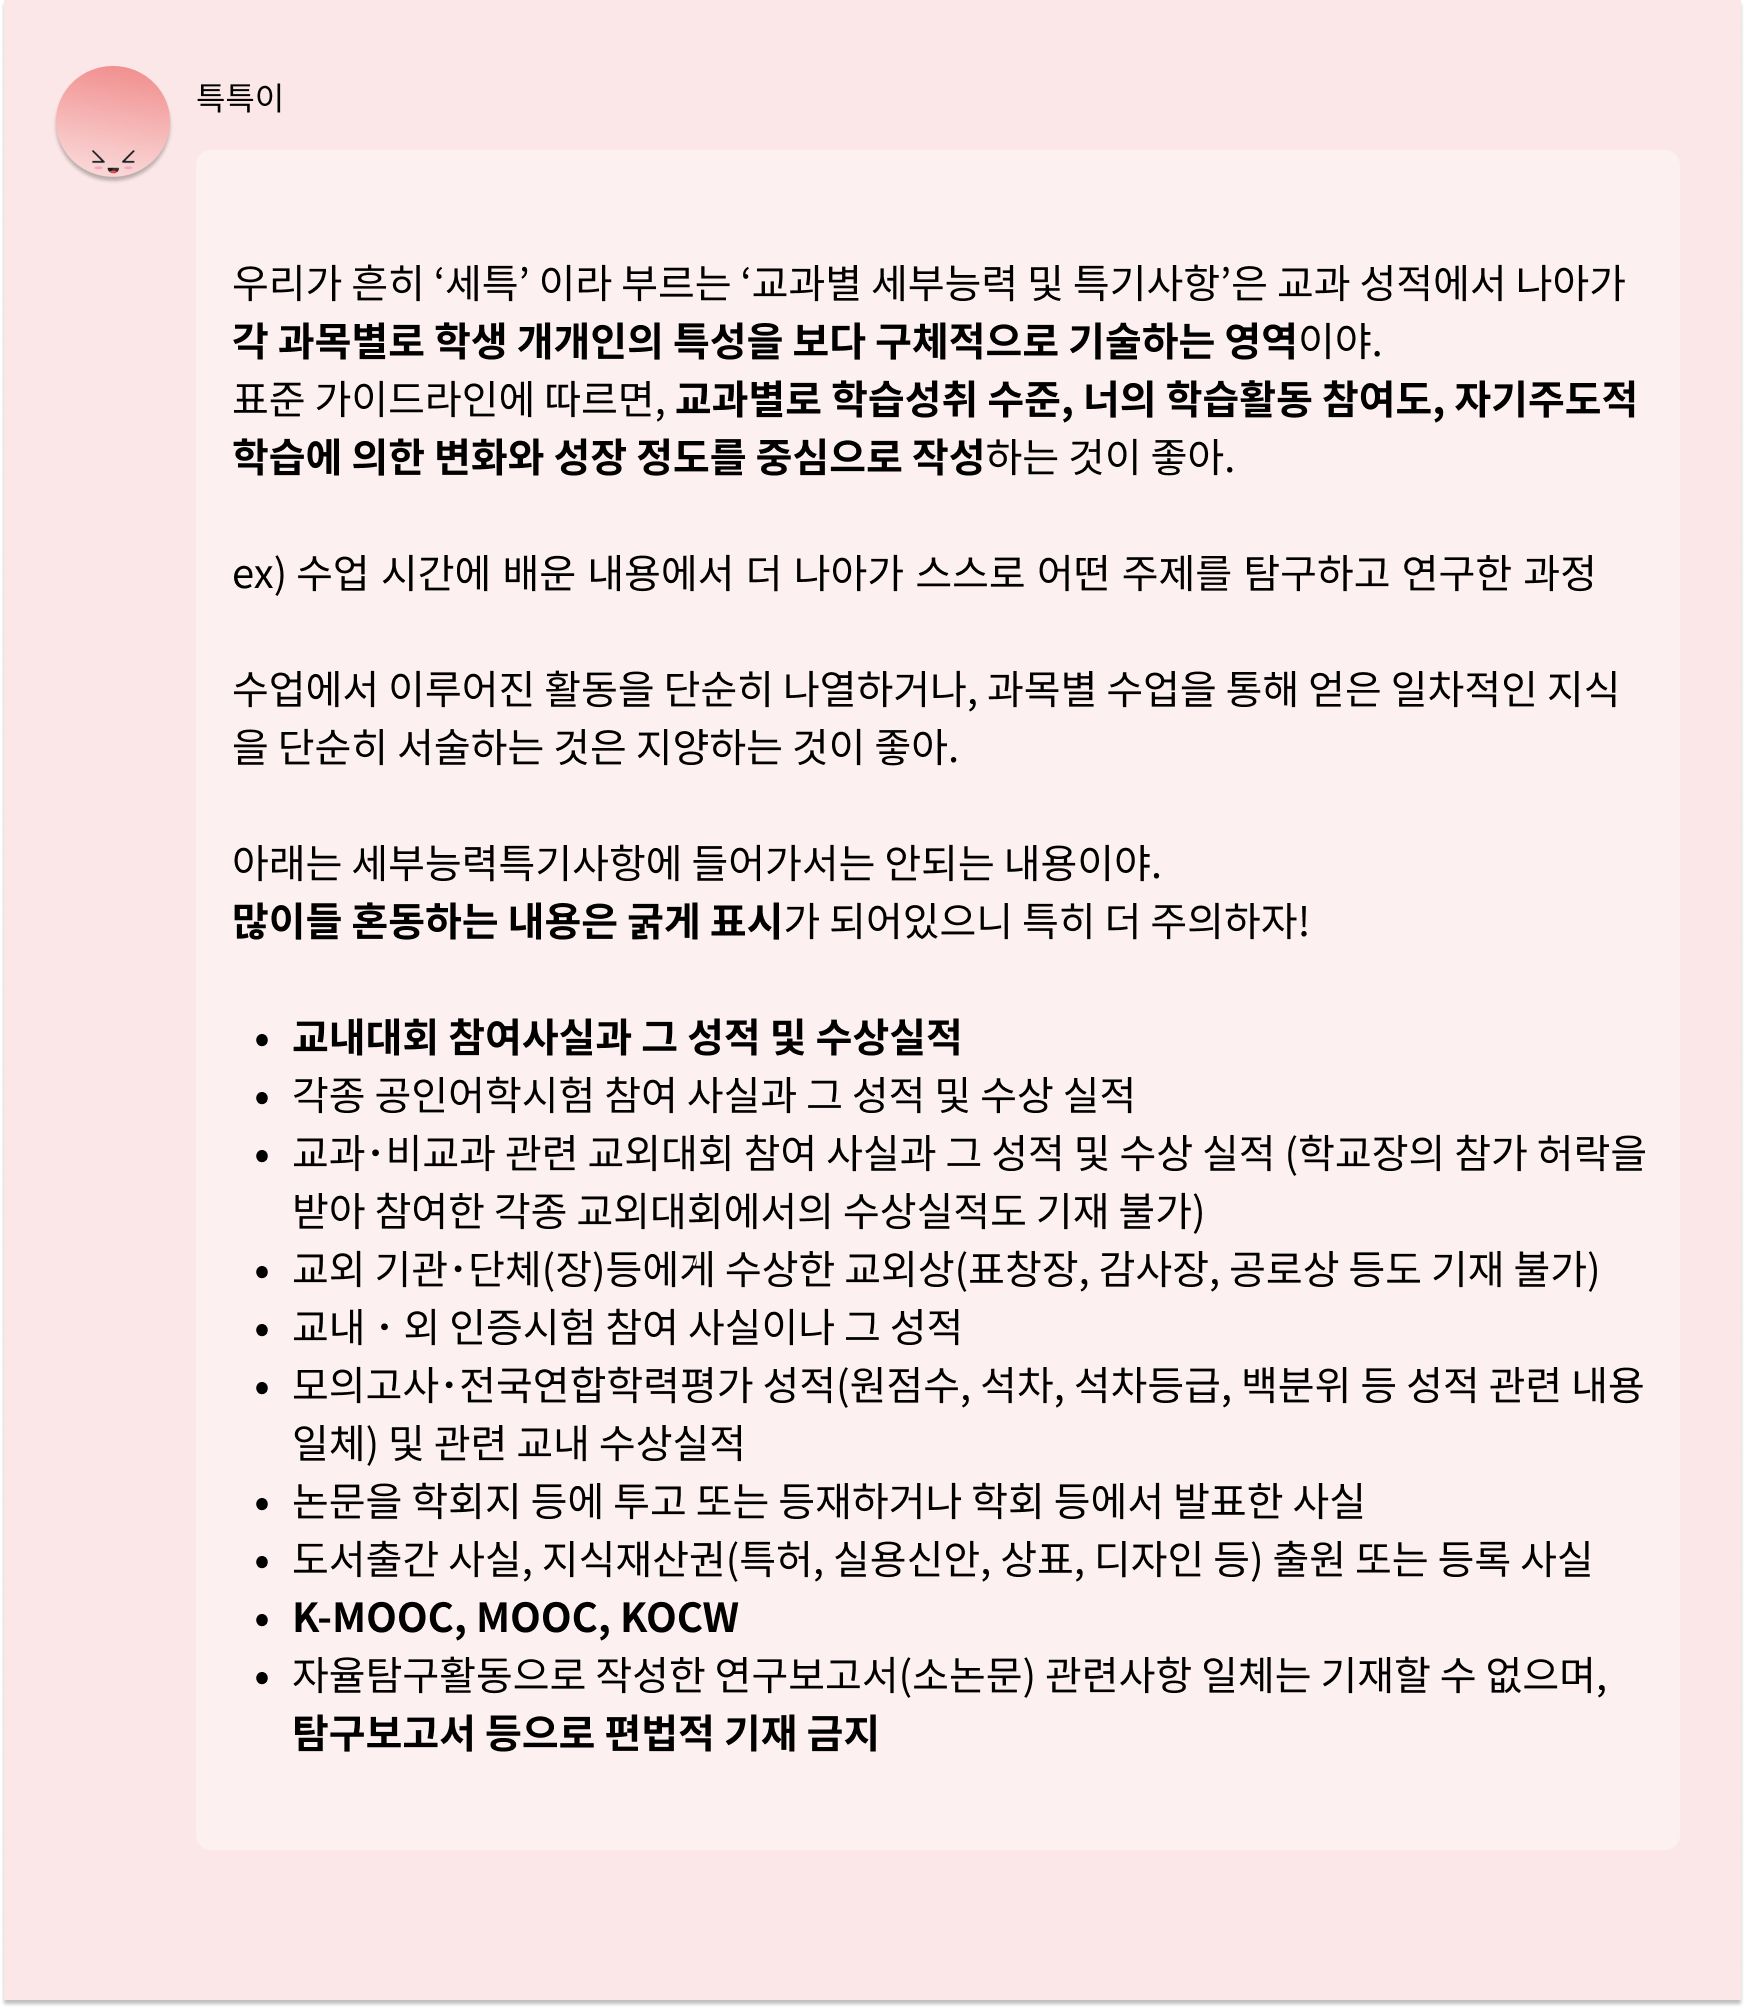 특특이
우리가 흔히 ‘세특’ 이라 부르는 ‘교과별 세부능력 및 특기사항’은 교과 성적에서 나아가
각 과목별로 학생 개개인의 특성을 보다 구체적으로 기술하는 영역이야.
표준 가이드라인에 따르면, 교과별로 학습성취 수준, 너의 학습활동 참여도, 자기주도적
학습에 의한 변화와 성장 정도를 중심으로 작성하는 것이 좋아.
ex) 수업 시간에 배운 내용에서 더 나아가 스스로 어떤 주제를 탐구하고 연구한 과정
수업에서 이루어진 활동을 단순히 나열하거나, 과목별 수업을 통해 얻은 일차적인 지식
을 단순히 서술하는 것은 지양하는 것이 좋아.
아래는 세부능력특기사항에 들어가서는 안되는 내용이야.
많이들 혼동하는 내용은 굵게 표시가 되어있으니 특히 더 주의하자!
• 교내대회 참여사실과 그 성적 및 수상실적
• 각종 공인어학시험 참여 사실과 그 성적 및 수상 실적
• 교과･비교과 관련 교외대회 참여 사실과 그 성적 및 수상 실적 (학교장의 참가 허락을
받아 참여한 각종 교외대회에서의 수상실적도 기재 불가)
• 교외 기관･단체(장)등에게 수상한 교외상(표창장, 감사장, 공로상 등도 기재 불가)
• 교내・외 인증시험 참여 사실이나 그 성적
• 모의고사･전국연합학력평가 성적(원점수, 석차, 석차등급, 백분위 등 성적 관련 내용
일체) 및 관련 교내 수상실적
• 논문을 학회지 등에 투고 또는 등재하거나 학회 등에서 발표한 사실
• 도서출간 사실, 지식재산권(특허, 실용신안, 상표, 디자인 등) 출원 또는 등록 사실
• K-MOOC, MOOC, KOCW
• 자율탐구활동으로 작성한 연구보고서(소논문) 관련사항 일체는 기재할 수 없으며,
탐구보고서 등으로 편법적 기재 금지